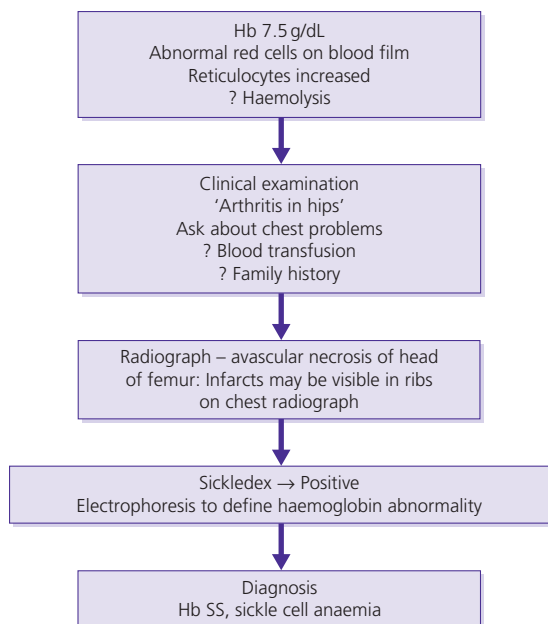 Hb 7.5 g/dL
Abnormal red cells on blood film
Reticulocytes increased
? Haemolysis
Clinical examination
‘Arthritis in hips’
Ask about chest problems
? Blood transfusion
? Family history
Radiograph – avascular necrosis of head
of femur: Infarcts may be visible in ribs
on chest radiograph
Sickledex → Positive
Electrophoresis to define haemoglobin abnormality
Diagnosis
Hb SS, sickle cell anaemia